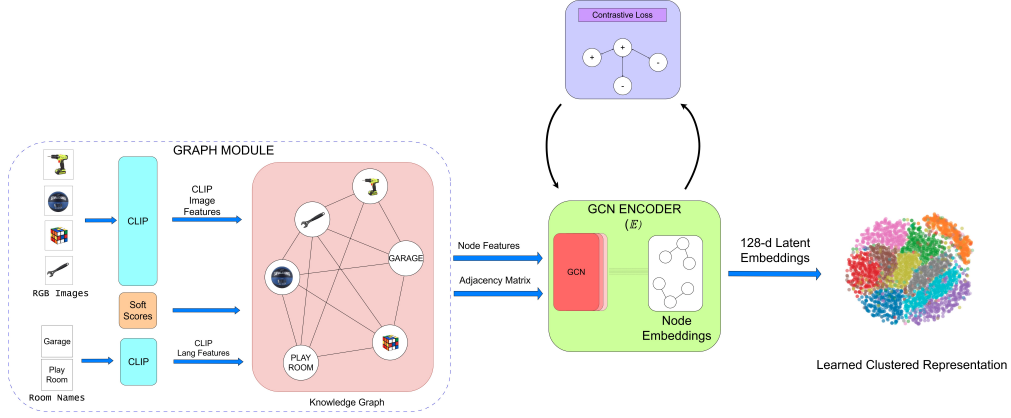 Contrastive Loss
+
+
-
-
GRAPH MODULE
CLIP
CLIP
Image
Features
RGB Images
Soft
Scores
Garage
Play
Room
Room Names
CLIP
CLIP
Lang Features
GARAGE
PLAY
ROOM
Knowledge Graph
Node Features
Adjacency Matrix
GCN ENCODER
(𝔼)
GCN
Node
Embeddings
128-d Latent
Embeddings
Learned Clustered Representation